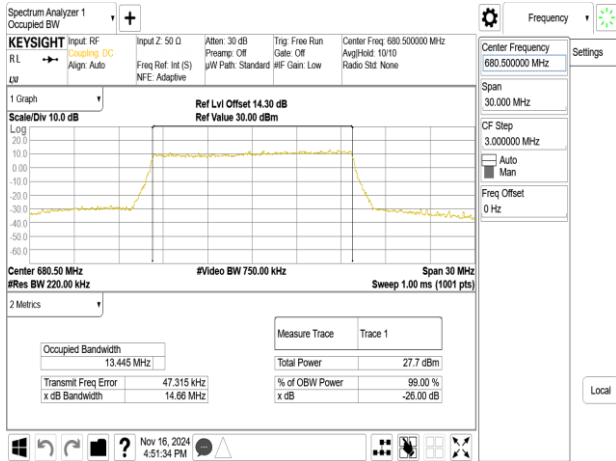 Spectrum Analyzer 1
Occupied BW
KEYSIGHT
RL
LXI
Input: RF
Coupling: DC
Align: Auto
Input Z: 50 Ω
Freq Ref: Int (S)
NFE: Adaptive
Atten: 30 dB
Preamp: Off
µW Path: Standard
Trig: Free Run
Gate: Off
#IF Gain: Low
Center Freq: 680.500000 MHz
Avg|Hold: 10/10
Radio Std: None
Frequency
Center Frequency
680.500000 MHz
Settings
Span
30.000 MHz
CF Step
3.000000 MHz
Auto
Man
Freq Offset
0 Hz
Local
1 Graph
Scale/Div 10.0 dB
Ref Lvl Offset 14.30 dB
Ref Value 30.00 dBm
Log
20.0
10.0
0.00
-10.0
-20.0
-30.0
-40.0
-50.0
-60.0
Center 680.50 MHz
#Video BW 750.00 kHz
Span 30 MHz
#Res BW 220.00 kHz
Sweep 1.00 ms (1001 pts)
2 Metrics
Occupied Bandwidth
13.445 MHz
Transmit Freq Error 47.315 kHz
x dB Bandwidth 14.66 MHz
Measure Trace Trace 1
Total Power 27.7 dBm
% of OBW Power 99.00 %
x dB -26.00 dB
Nov 16, 2024
4:51:34 PM